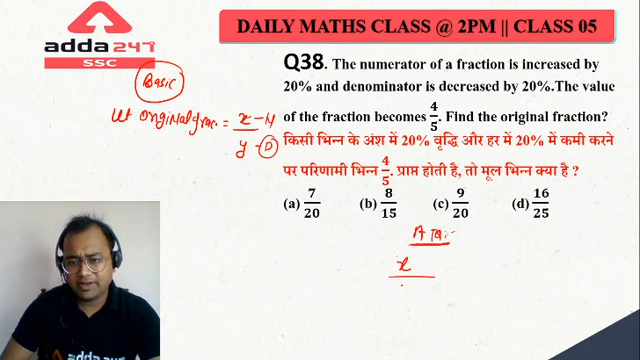 DAILY MATHS CLASS @ 2PM || CLASS 05
adda247
SSC
Basic
Q38. The numerator of a fraction is increased by
20% and denominator is decreased by 20%.The value
of the fraction becomes 4/5. Find the original fraction?
किसी भिन्न के अंश में 20% वृद्धि और हर में 20% में कमी करने
पर परिणामी भिन्न 4/5. प्राप्त होती है, तो मूल भिन्न क्या है ?
(a) 7/20 (b) 8/15 (c) 9/20 (d) 16/25
let original frac. = x – N
y – D
A TQ:-
x
adda